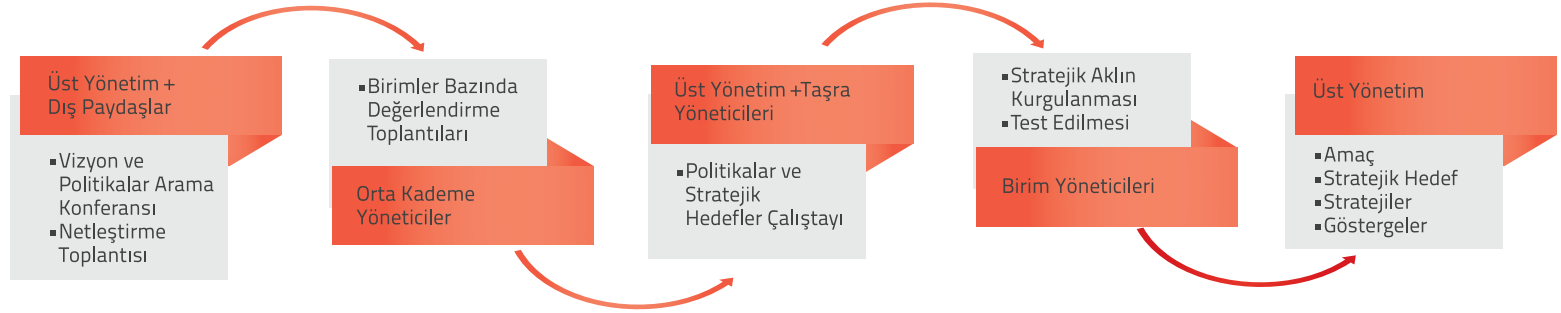 Üst Yönetim +
Dış Paydaşlar
▪Vizyon ve
Politikalar Arama
Konferansı
▪Netleştirme
Toplantısı
▪Birimler Bazında
Değerlendirme
Toplantıları
Orta Kademe
Yöneticiler
Üst Yönetim +Taşra
Yöneticileri
▪Politikalar ve
Stratejik
Hedefler Çalıştayı
▪Stratejik Aklın
Kurgulanması
▪Test Edilmesi
Birim Yöneticileri
Üst Yönetim
▪Amaç
▪Stratejik Hedef
▪Stratejiler
▪Göstergeler